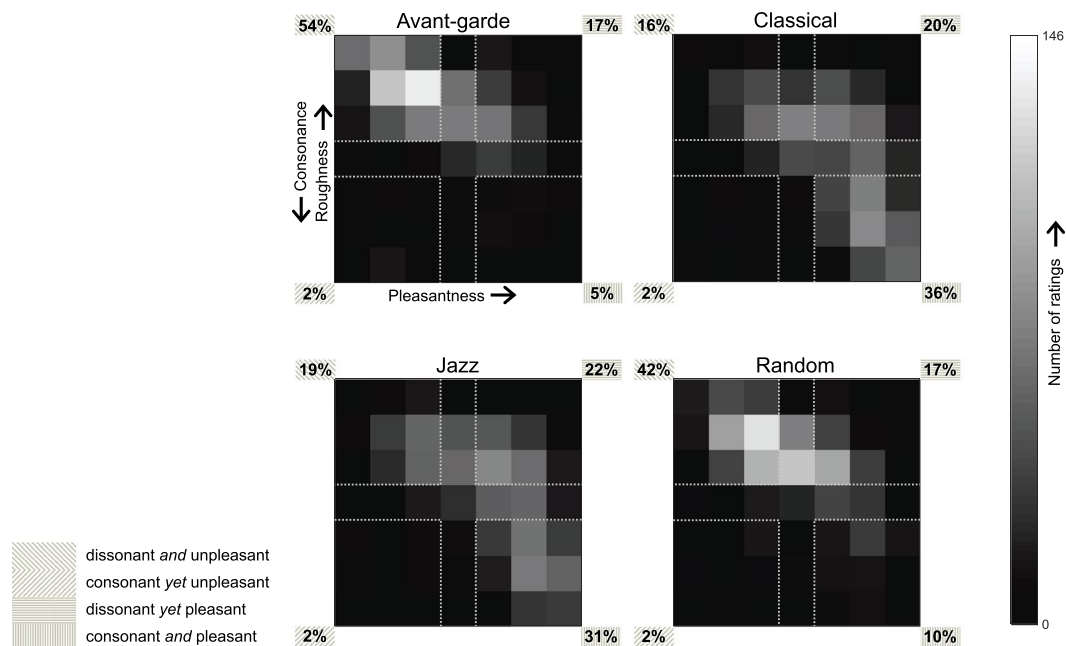 Avant-garde
54%
17%
← Consonance
Roughness →
2%
Pleasantness →
5%
Classical
16%
20%
2%
36%
146
Number of ratings →
0
Jazz
19%
22%
2%
31%
Random
42%
17%
2%
10%
dissonant and unpleasant
consonant yet unpleasant
dissonant yet pleasant
consonant and pleasant